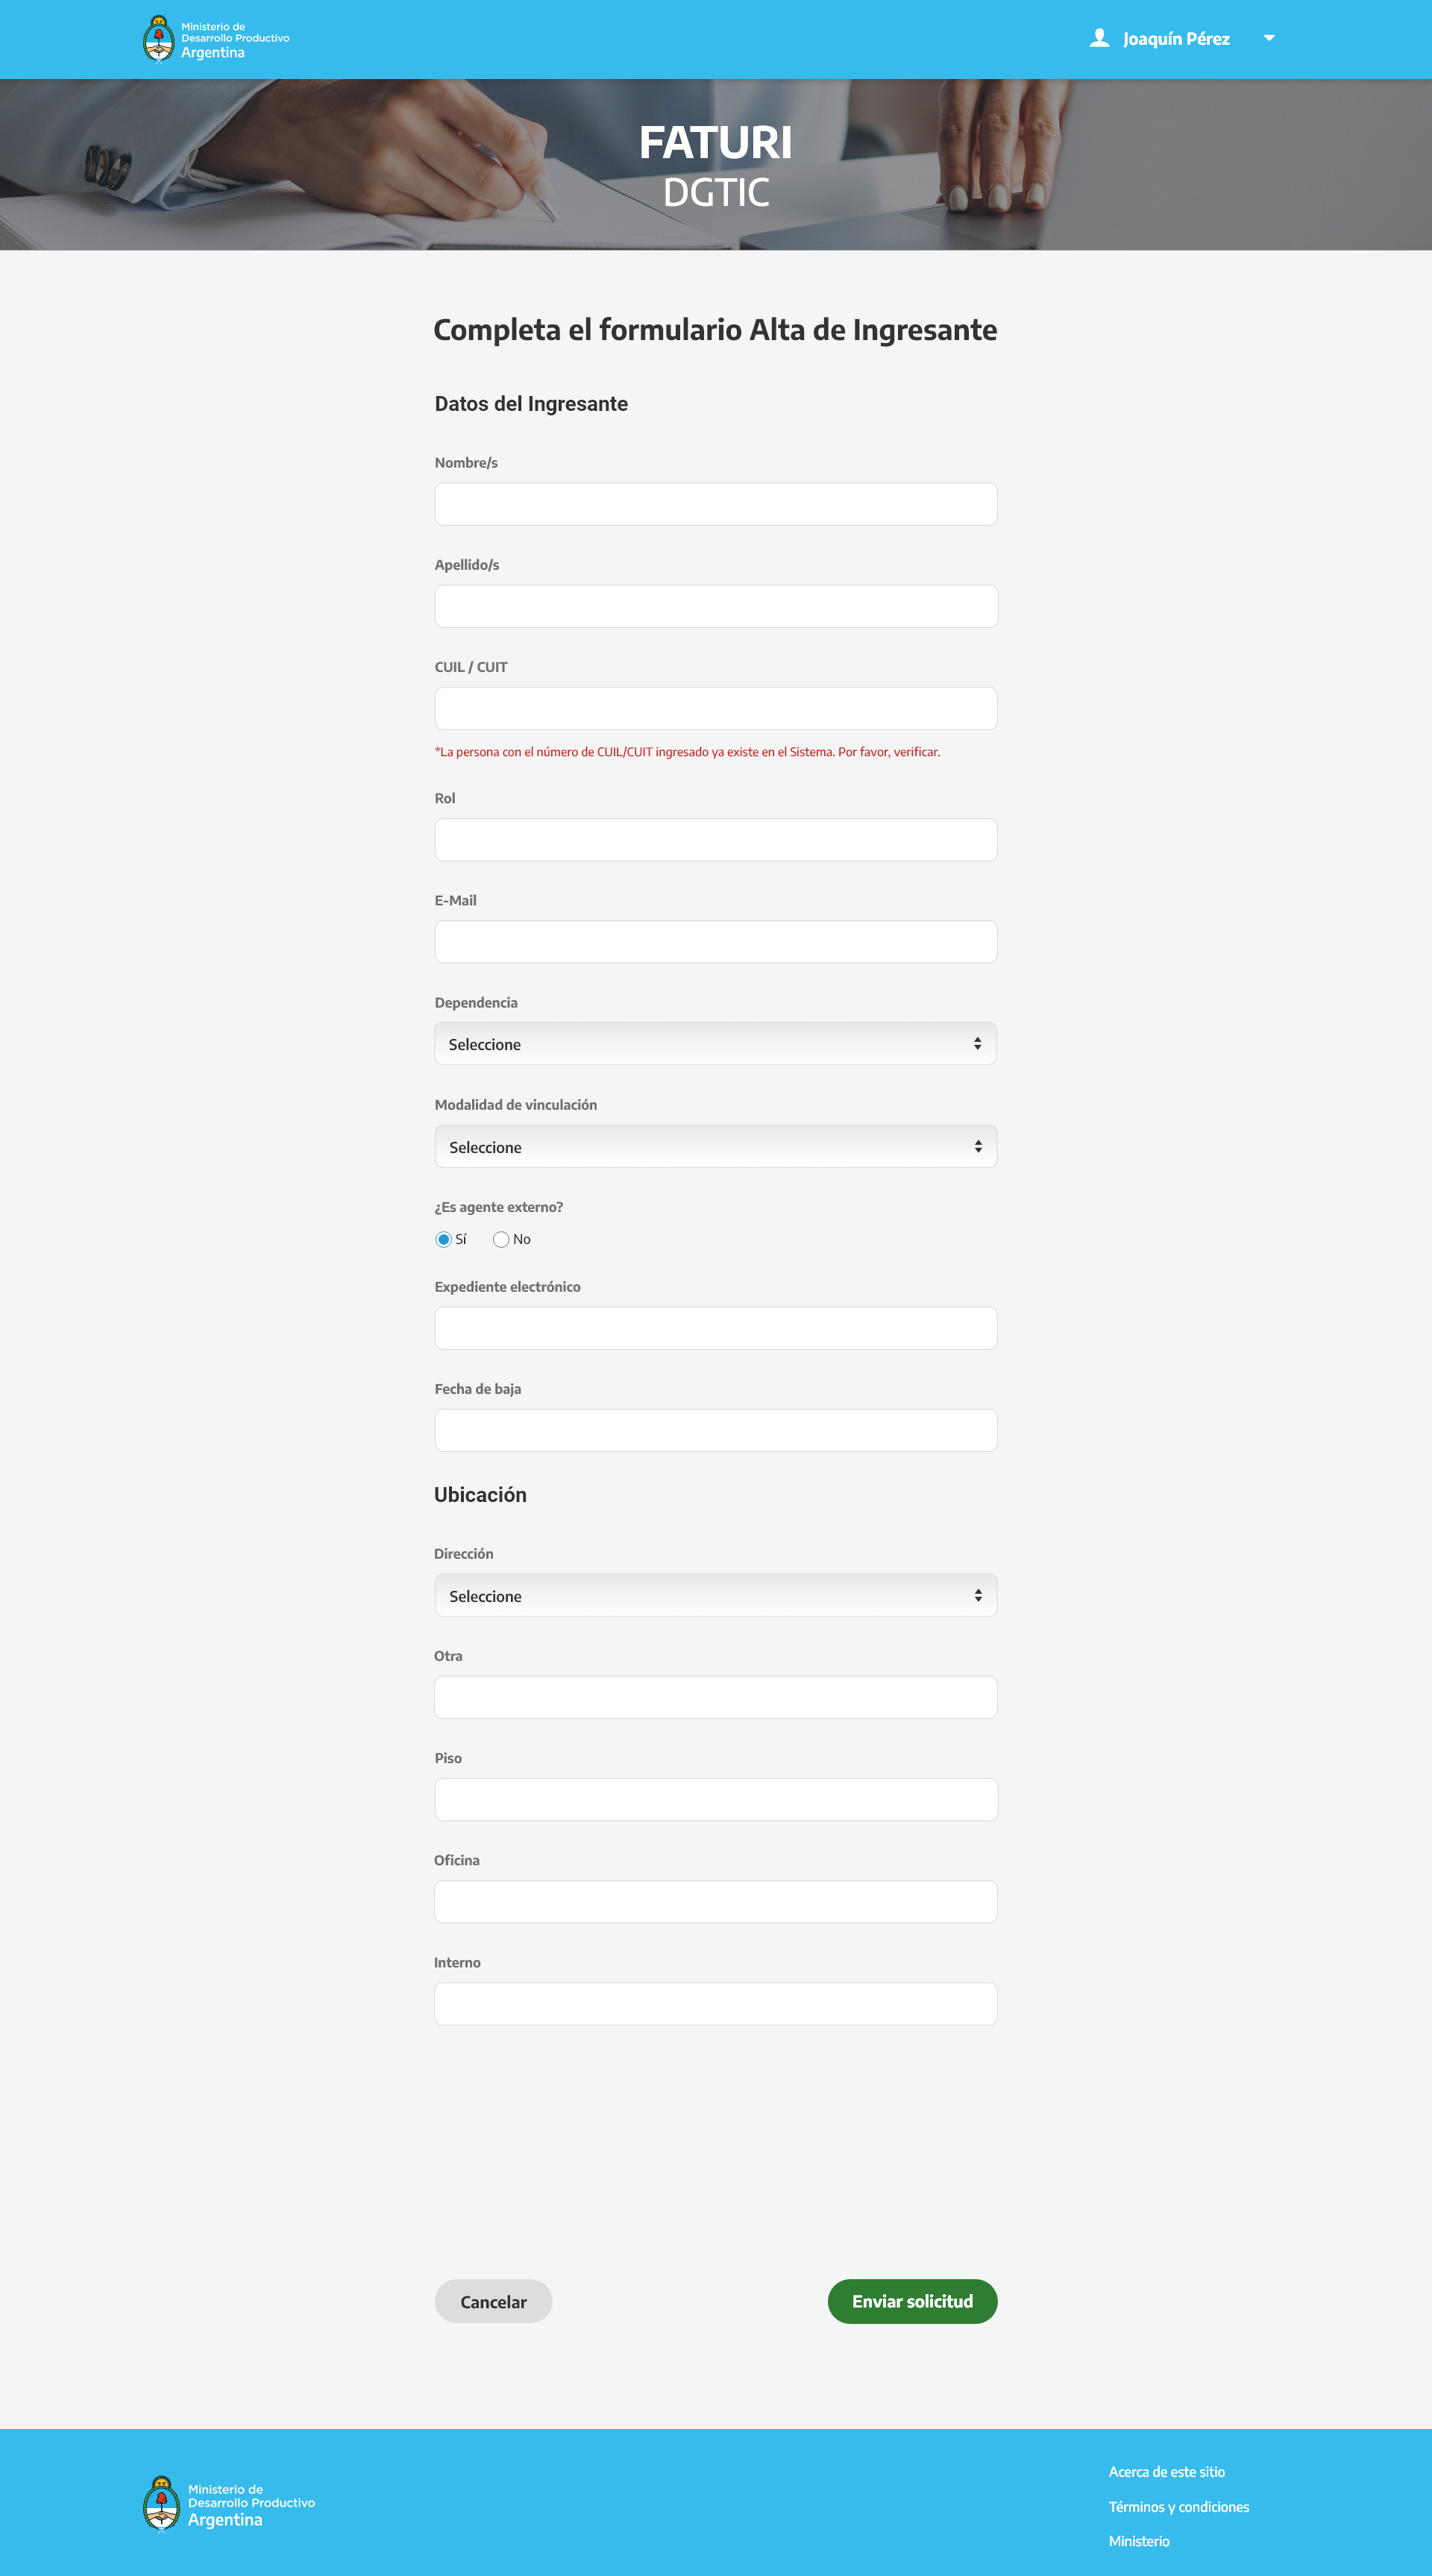 Ministerio de
Desarrollo Productivo
Argentina
Joaquín Pérez
FATURI
DGTIC
Completa el formulario Alta de Ingresante
Datos del Ingresante
Nombre/s
Apellido/s
CUIL / CUIT
*La persona con el número de CUIL/CUIT ingresado ya existe en el Sistema. Por favor, verificar.
Rol
E-Mail
Dependencia
Seleccione
Modalidad de vinculación
Seleccione
¿Es agente externo?
Sí No
Expediente electrónico
Fecha de baja
Ubicación
Dirección
Seleccione
Otra
Piso
Oficina
Interno
Cancelar Enviar solicitud
Ministerio de
Desarrollo Productivo
Argentina
Acerca de este sitio
Términos y condiciones
Ministerio